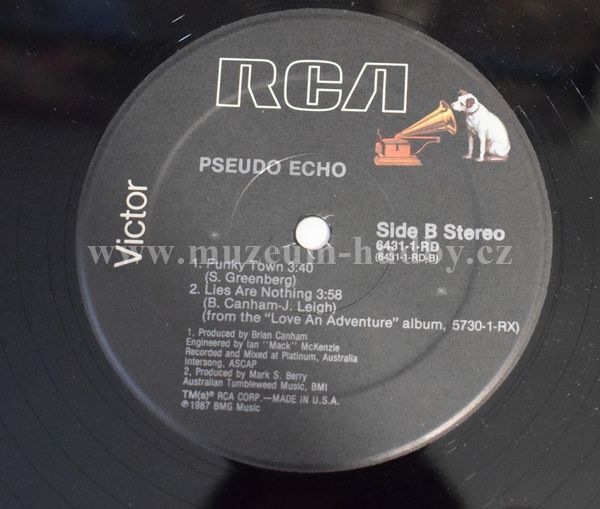 RCA
Victor
PSEUDO ECHO
Side B Stereo
6431-1-RD
(6431-1-RD-B)
www.muzeum-hudby.cz
1. Funky Town 3:40
(S. Greenberg)
2. Lies Are Nothing 3:58
(B. Canham-J. Leigh)
(from the "Love An Adventure" album, 5730-1-RX)
1. Produced by Brian Canham
Engineered by Ian "Mack" McKenzie
Recorded and Mixed at Platinum, Australia
Intersong, ASCAP
2. Produced by Mark S. Berry
Australian Tumbleweed Music, BMI
TM(s)® RCA CORP.—MADE IN U.S.A.
℗1987 BMG Music